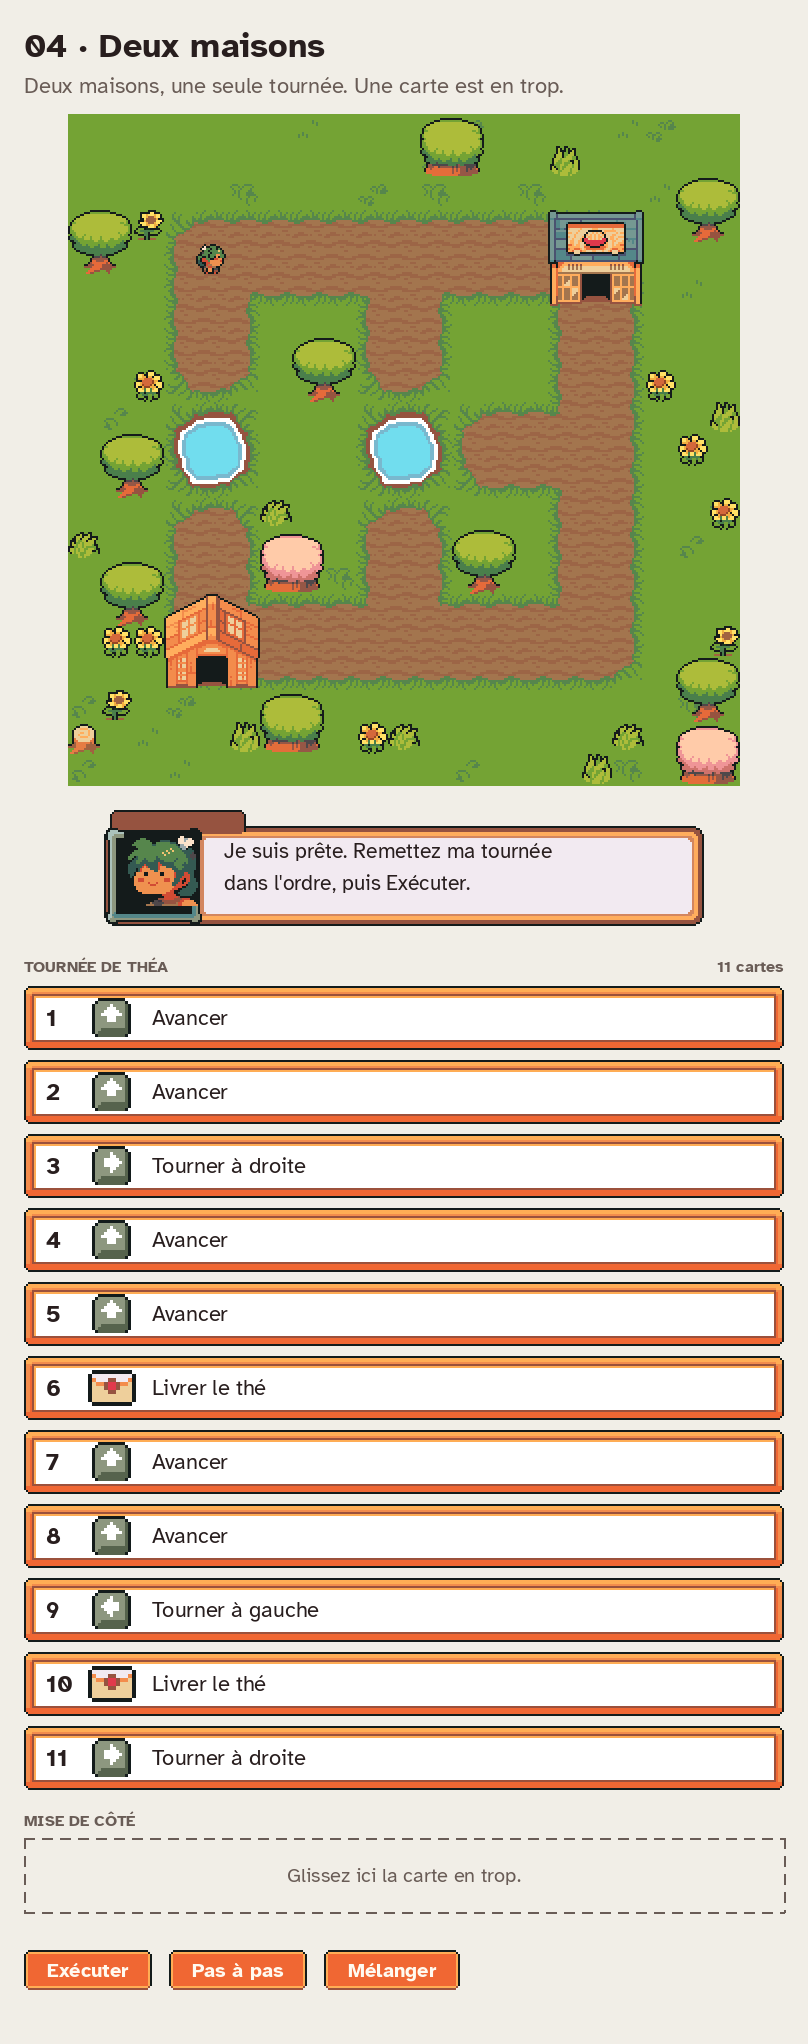 04 · Deux maisons
Deux maisons, une seule tournée. Une carte est en trop.
Je suis prête. Remettez ma tournée
dans l'ordre, puis Exécuter.
TOURNÉE DE THÉA
11 cartes
1 Avancer
2 Avancer
3 Tourner à droite
4 Avancer
5 Avancer
6 Livrer le thé
7 Avancer
8 Avancer
9 Tourner à gauche
10 Livrer le thé
11 Tourner à droite
MISE DE CÔTÉ
Glissez ici la carte en trop.
Exécuter
Pas à pas
Mélanger